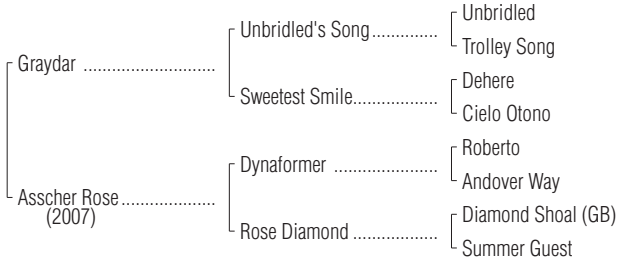 Unbridled
Unbridled's Song..............
Trolley Song
Graydar ............................
Dehere
Sweetest Smile..................
Cielo Otono
Roberto
Dynaformer ......................
Andover Way
Asscher Rose....................
(2007)
Diamond Shoal (GB)
Rose Diamond ..................
Summer Guest